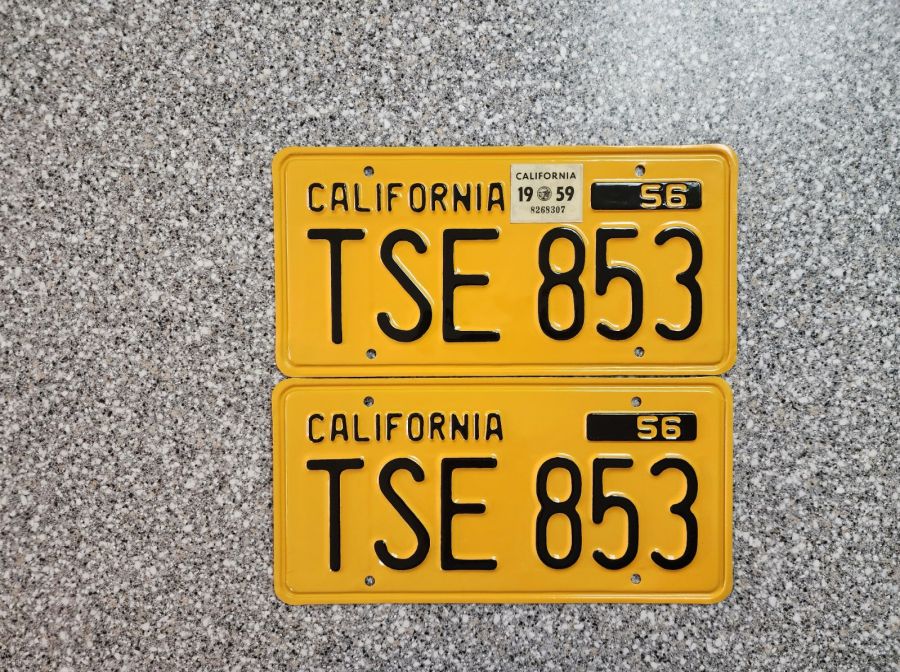 CALIFORNIA
CALIFORNIA
19 59
8268307
56
TSE 853
CALIFORNIA 56
TSE 853